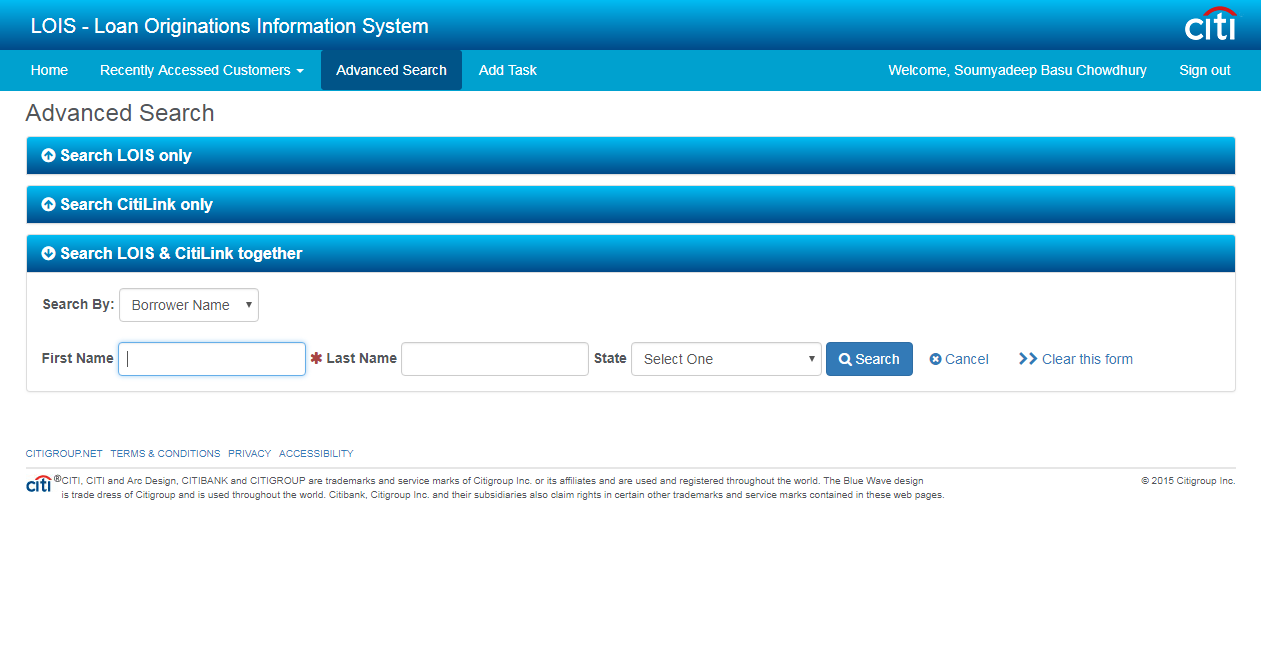 LOIS - Loan Originations Information System
citi
Home Recently Accessed Customers Advanced Search Add Task Welcome, Soumyadeep Basu Chowdhury Sign out
Advanced Search
Search LOIS only
Search CitiLink only
Search LOIS & CitiLink together
Search By: Borrower Name
First Name * Last Name State Select One Search Cancel Clear this form
CITIGROUP.NET TERMS & CONDITIONS PRIVACY ACCESSIBILITY
citi ®CITI, CITI and Arc Design, CITIBANK and CITIGROUP are trademarks and service marks of Citigroup Inc. or its affiliates and are used and registered throughout the world. The Blue Wave design © 2015 Citigroup Inc.
is trade dress of Citigroup and is used throughout the world. Citibank, Citigroup Inc. and their subsidiaries also claim rights in certain other trademarks and service marks contained in these web pages.